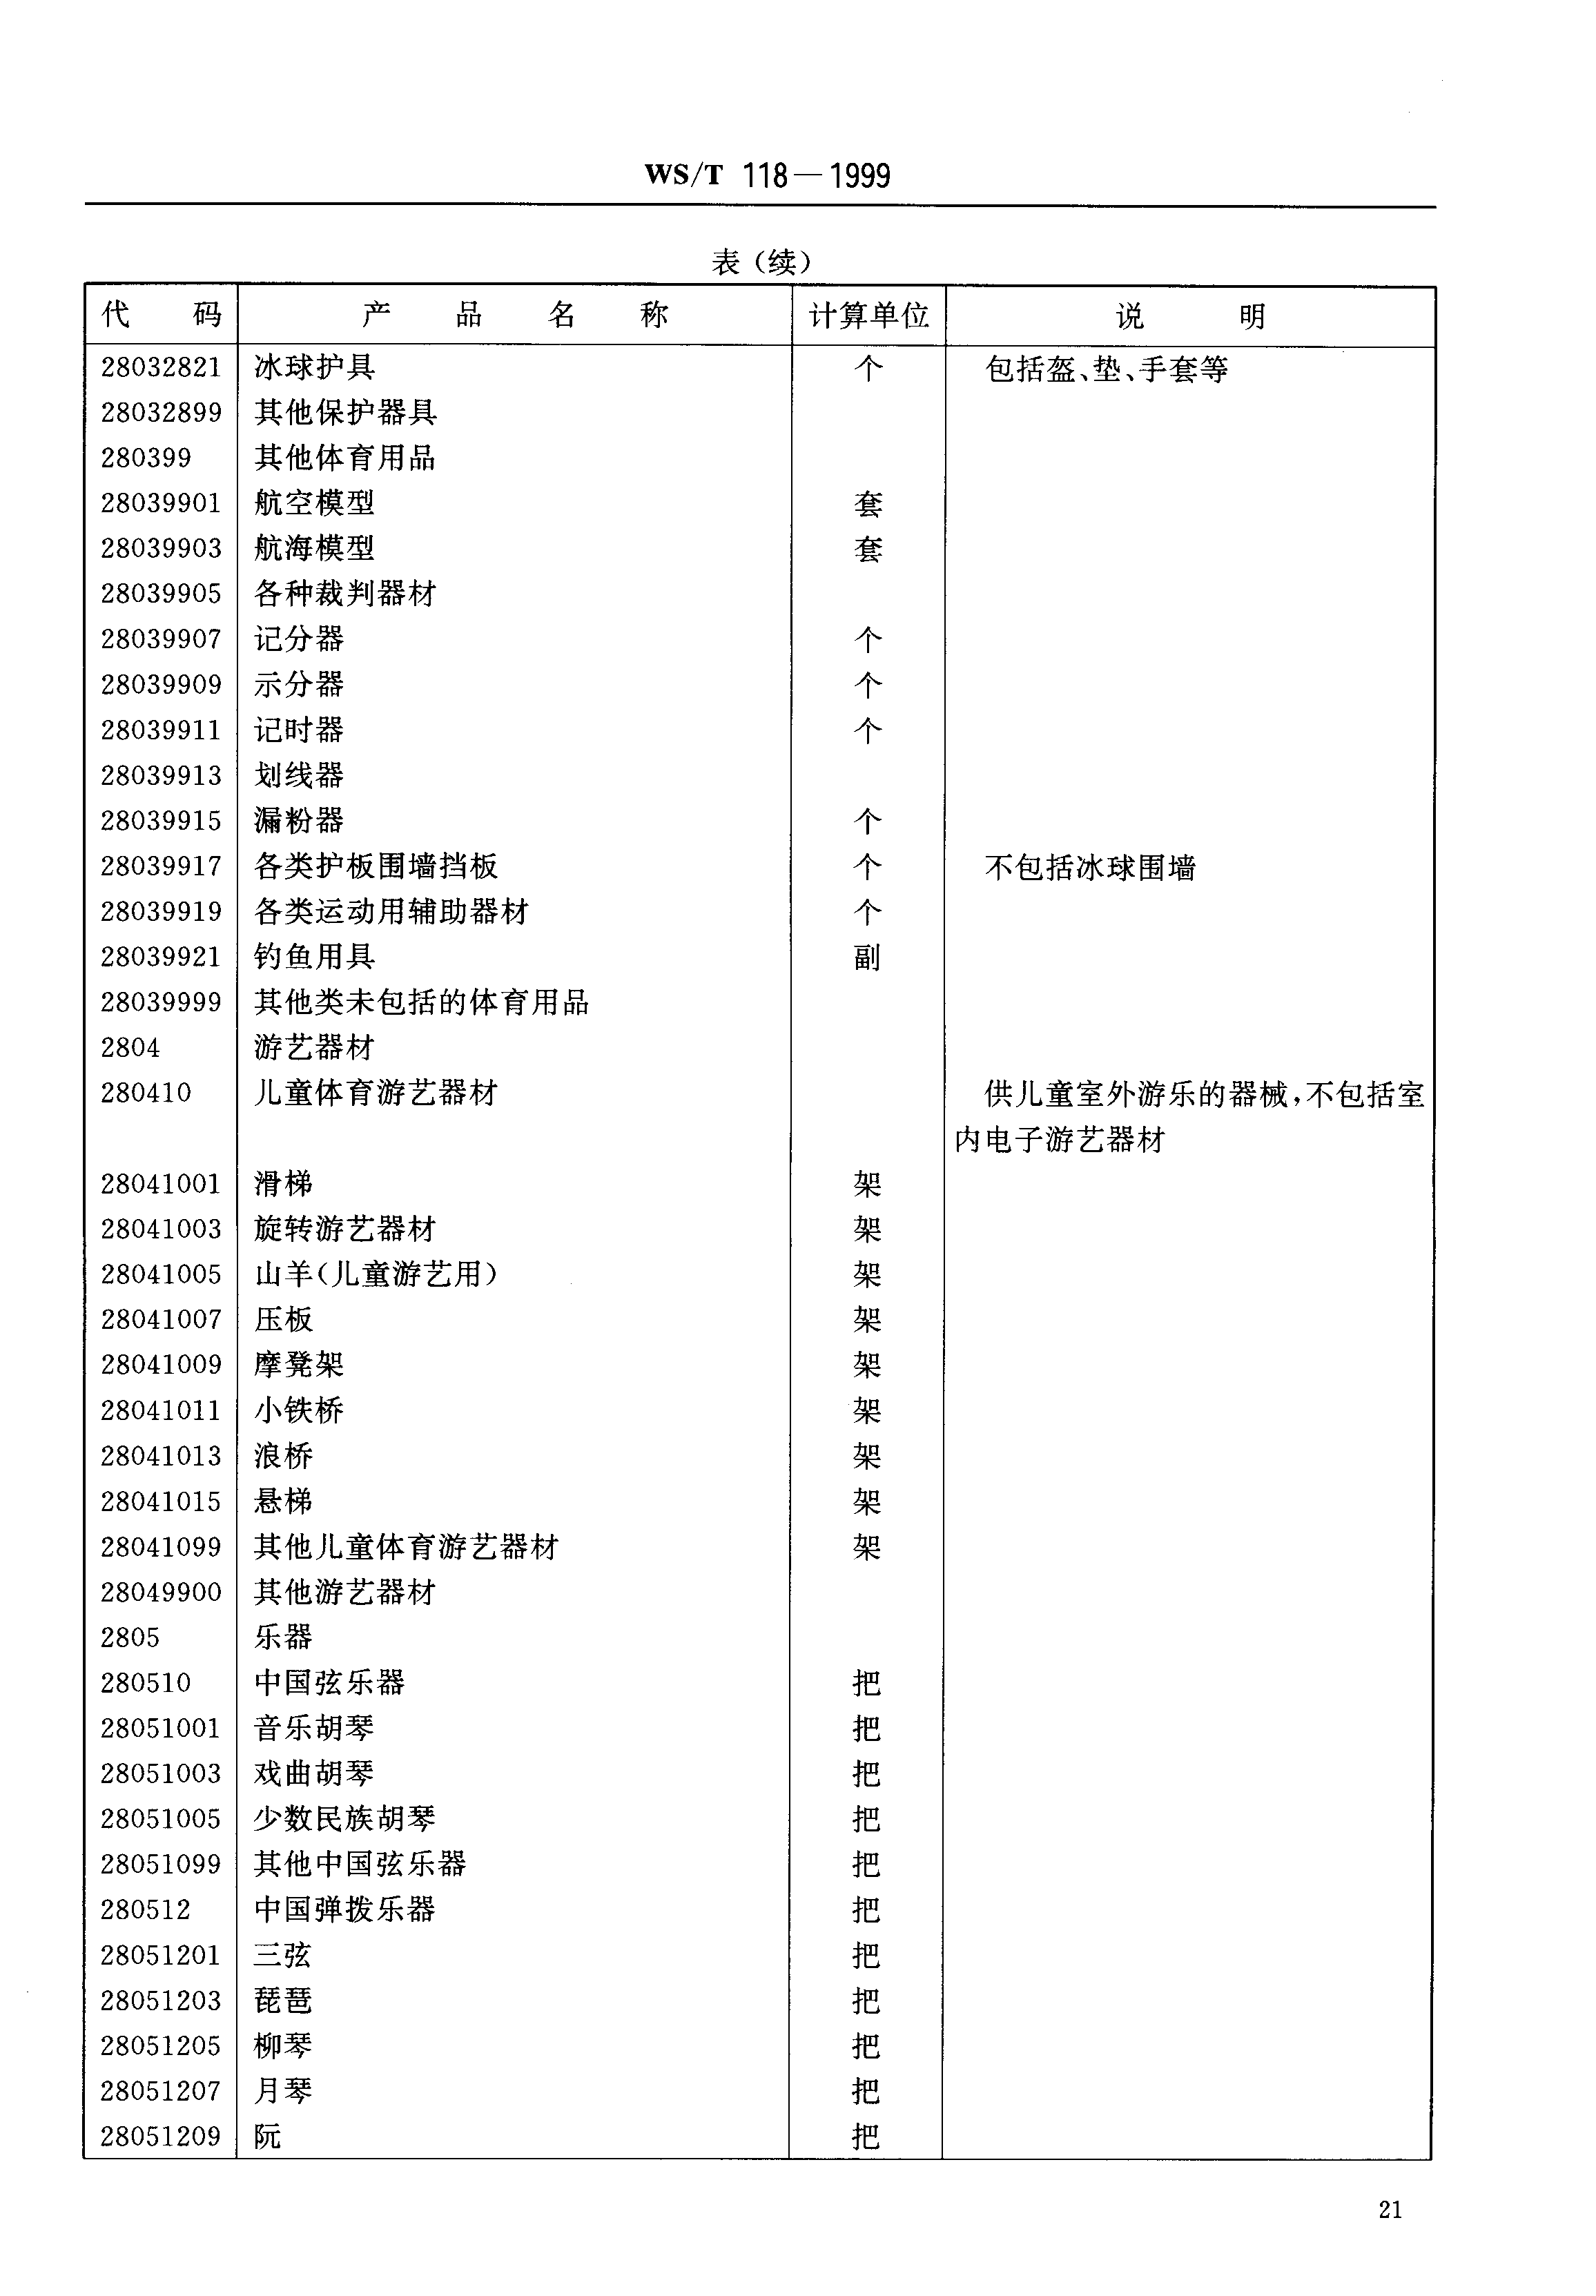 WS/T 118—1999
表（续）
代 码 产 品 名 称 计算单位 说 明
28032821 冰球护具 个 包括盔、垫、手套等
28032899 其他保护器具
280399 其他体育用品
28039901 航空模型 套
28039903 航海模型 套
28039905 各种裁判器材
28039907 记分器 个
28039909 示分器 个
28039911 记时器 个
28039913 划线器
28039915 漏粉器 个
28039917 各类护板围墙挡板 个 不包括冰球围墙
28039919 各类运动用辅助器材 个
28039921 钓鱼用具 副
28039999 其他类未包括的体育用品
2804 游艺器材
280410 儿童体育游艺器材 供儿童室外游乐的器械，不包括室
内电子游艺器材
28041001 滑梯 架
28041003 旋转游艺器材 架
28041005 山羊（儿童游艺用） 架
28041007 压板 架
28041009 摩凳架 架
28041011 小铁桥 架
28041013 浪桥 架
28041015 悬梯 架
28041099 其他儿童体育游艺器材 架
28049900 其他游艺器材
2805 乐器
280510 中国弦乐器 把
28051001 音乐胡琴 把
28051003 戏曲胡琴 把
28051005 少数民族胡琴 把
28051099 其他中国弦乐器 把
280512 中国弹拨乐器 把
28051201 三弦 把
28051203 琵琶 把
28051205 柳琴 把
28051207 月琴 把
28051209 阮 把
21